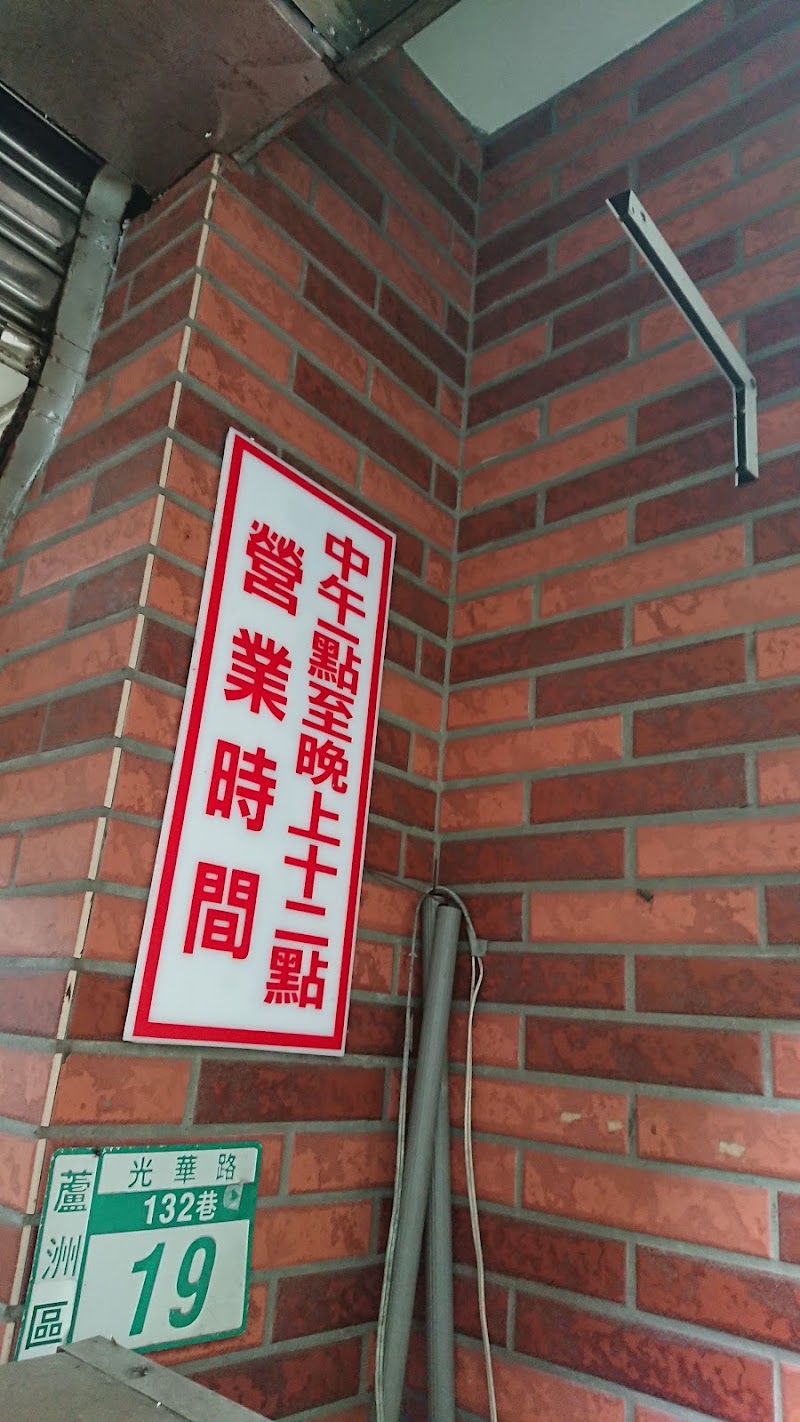 中午一點至晚上十二點
營業時間
蘆洲區
光華路
132巷
19